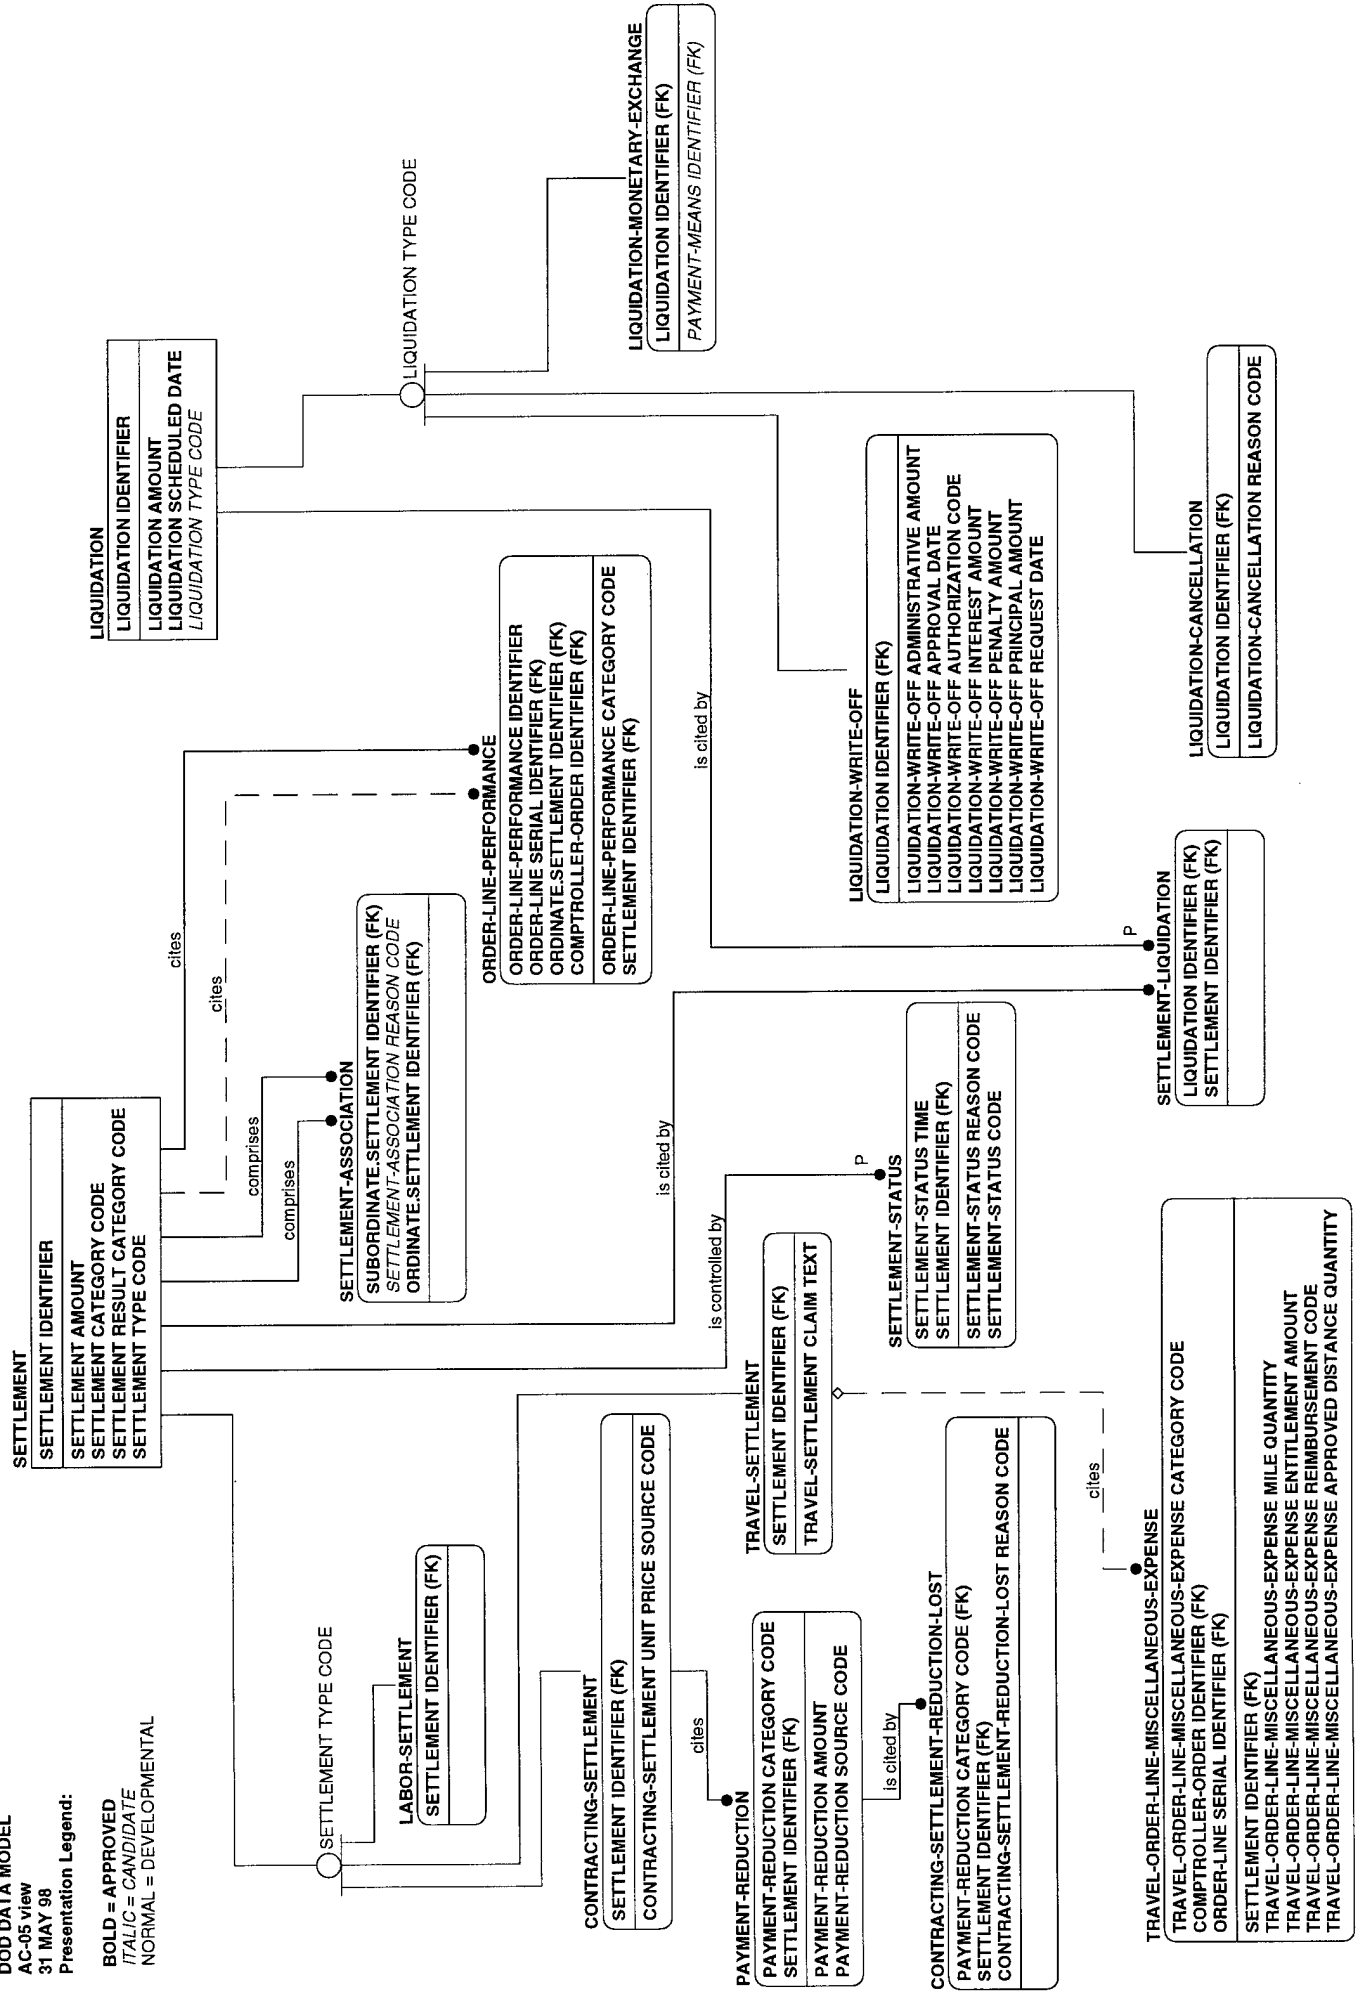 DOD DATA MODEL
AC-05 view
31 MAY 98
Presentation Legend:
BOLD = APPROVED
ITALIC = CANDIDATE
NORMAL = DEVELOPMENTAL
SETTLEMENT
SETTLEMENT IDENTIFIER
SETTLEMENT AMOUNT
SETTLEMENT CATEGORY CODE
SETTLEMENT RESULT CATEGORY CODE
SETTLEMENT TYPE CODE
LIQUIDATION
LIQUIDATION IDENTIFIER
LIQUIDATION AMOUNT
LIQUIDATION SCHEDULED DATE
LIQUIDATION TYPE CODE
cites
cites
comprises
comprises
SETTLEMENT TYPE CODE
LIQUIDATION TYPE CODE
SETTLEMENT-ASSOCIATION
SUBORDINATE.SETTLEMENT IDENTIFIER (FK)
SETTLEMENT-ASSOCIATION REASON CODE
ORDINATE.SETTLEMENT IDENTIFIER (FK)
LABOR-SETTLEMENT
SETTLEMENT IDENTIFIER (FK)
ORDER-LINE-PERFORMANCE
ORDER-LINE-PERFORMANCE IDENTIFIER
ORDER-LINE SERIAL IDENTIFIER (FK)
ORDINATE.SETTLEMENT IDENTIFIER (FK)
COMPTROLLER-ORDER IDENTIFIER (FK)
ORDER-LINE-PERFORMANCE CATEGORY CODE
SETTLEMENT IDENTIFIER (FK)
LIQUIDATION-MONETARY-EXCHANGE
LIQUIDATION IDENTIFIER (FK)
PAYMENT-MEANS IDENTIFIER (FK)
CONTRACTING-SETTLEMENT
SETTLEMENT IDENTIFIER (FK)
CONTRACTING-SETTLEMENT UNIT PRICE SOURCE CODE
is cited by
is controlled by
is cited by
cites
PAYMENT-REDUCTION
PAYMENT-REDUCTION CATEGORY CODE
SETTLEMENT IDENTIFIER (FK)
PAYMENT-REDUCTION AMOUNT
PAYMENT-REDUCTION SOURCE CODE
TRAVEL-SETTLEMENT
SETTLEMENT IDENTIFIER (FK)
TRAVEL-SETTLEMENT CLAIM TEXT
P
SETTLEMENT-STATUS
SETTLEMENT-STATUS TIME
SETTLEMENT IDENTIFIER (FK)
SETTLEMENT-STATUS REASON CODE
SETTLEMENT-STATUS CODE
LIQUIDATION-WRITE-OFF
LIQUIDATION IDENTIFIER (FK)
LIQUIDATION-WRITE-OFF ADMINISTRATIVE AMOUNT
LIQUIDATION-WRITE-OFF APPROVAL DATE
LIQUIDATION-WRITE-OFF AUTHORIZATION CODE
LIQUIDATION-WRITE-OFF INTEREST AMOUNT
LIQUIDATION-WRITE-OFF PENALTY AMOUNT
LIQUIDATION-WRITE-OFF PRINCIPAL AMOUNT
LIQUIDATION-WRITE-OFF REQUEST DATE
is cited by
CONTRACTING-SETTLEMENT-REDUCTION-LOST
PAYMENT-REDUCTION CATEGORY CODE (FK)
SETTLEMENT IDENTIFIER (FK)
CONTRACTING-SETTLEMENT-REDUCTION-LOST REASON CODE
cites
P
SETTLEMENT-LIQUIDATION
LIQUIDATION IDENTIFIER (FK)
SETTLEMENT IDENTIFIER (FK)
LIQUIDATION-CANCELLATION
LIQUIDATION IDENTIFIER (FK)
LIQUIDATION-CANCELLATION REASON CODE
TRAVEL-ORDER-LINE-MISCELLANEOUS-EXPENSE
TRAVEL-ORDER-LINE-MISCELLANEOUS-EXPENSE CATEGORY CODE
COMPTROLLER-ORDER IDENTIFIER (FK)
ORDER-LINE SERIAL IDENTIFIER (FK)
SETTLEMENT IDENTIFIER (FK)
TRAVEL-ORDER-LINE-MISCELLANEOUS-EXPENSE MILE QUANTITY
TRAVEL-ORDER-LINE-MISCELLANEOUS-EXPENSE ENTITLEMENT AMOUNT
TRAVEL-ORDER-LINE-MISCELLANEOUS-EXPENSE REIMBURSEMENT CODE
TRAVEL-ORDER-LINE-MISCELLANEOUS-EXPENSE APPROVED DISTANCE QUANTITY